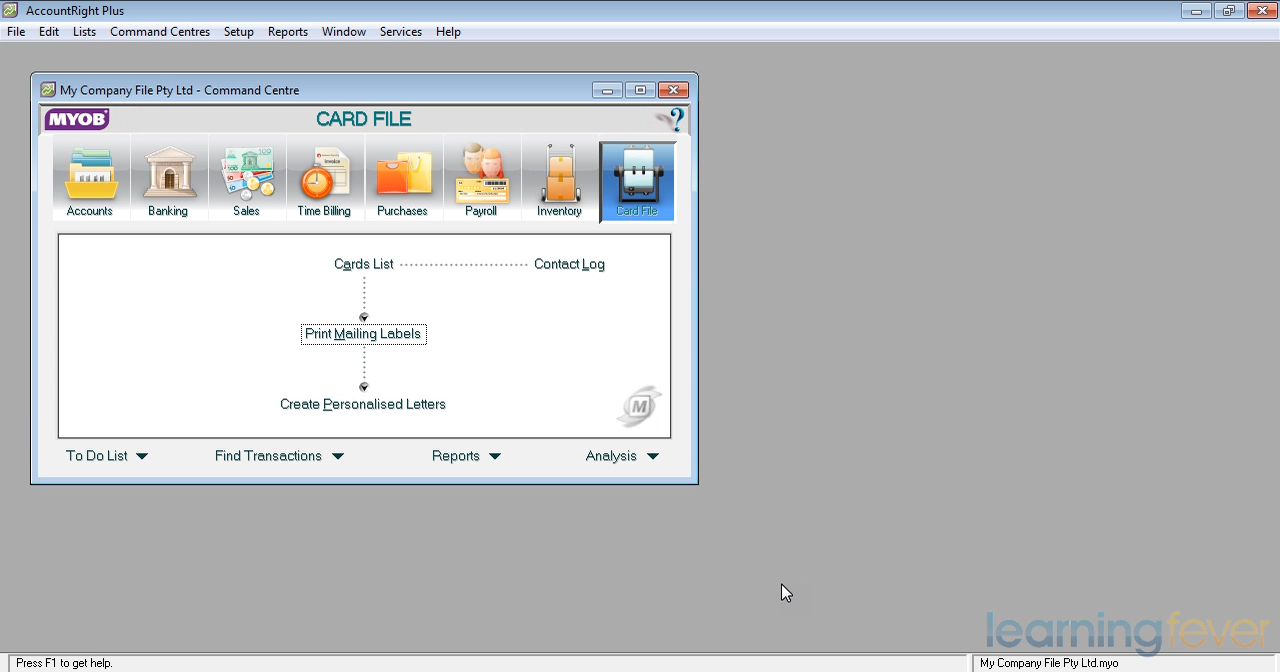 AccountRight Plus
File Edit Lists Command Centres Setup Reports Window Services Help
My Company File Pty Ltd - Command Centre
MYOB CARD FILE ?
Accounts Banking Sales Time Billing Purchases Payroll Inventory Card File
Cards List Contact Log
Print Mailing Labels
Create Personalised Letters
M
To Do List Find Transactions Reports Analysis
learningfever
Press F1 to get help. My Company File Pty Ltd.myo